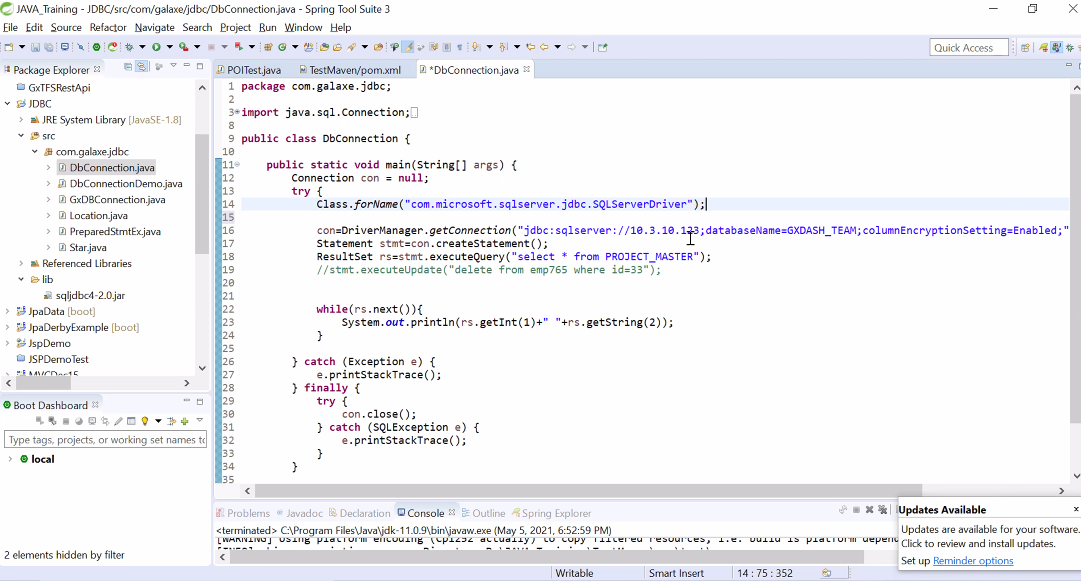 JAVA_Training - JDBC/src/com/galaxe/jdbc/DbConnection.java - Spring Tool Suite 3
File Edit Source Refactor Navigate Search Project Run Window Help
Quick Access
Package Explorer
GxTFSRestApi
JDBC
JRE System Library [JavaSE-1.8]
src
com.galaxe.jdbc
DbConnection.java
DbConnectionDemo.java
GxDBConnection.java
Location.java
PreparedStmtEx.java
Star.java
Referenced Libraries
lib
sqljdbc4-2.0.jar
JpaData [boot]
JpaDerbyExample [boot]
JspDemo
JSPDemoTest
MVCDec15
Boot Dashboard
Type tags, projects, or working set names to
local
2 elements hidden by filter
POITest.java TestMaven/pom.xml *DbConnection.java
1 package com.galaxe.jdbc;
2
3 import java.sql.Connection;
8
9 public class DbConnection {
10
11 public static void main(String[] args) {
12 Connection con = null;
13 try {
14 Class.forName("com.microsoft.sqlserver.jdbc.SQLServerDriver");
15
16 con=DriverManager.getConnection("jdbc:sqlserver://10.3.10.123;databaseName=GXDASH_TEAM;columnEncryptionSetting=Enabled;"
17 Statement stmt=con.createStatement();
18 ResultSet rs=stmt.executeQuery("select * from PROJECT_MASTER");
19 //stmt.executeUpdate("delete from emp765 where id=33");
20
21
22 while(rs.next()){
23 System.out.println(rs.getInt(1)+" "+rs.getString(2));
24 }
25
26 } catch (Exception e) {
27 e.printStackTrace();
28 } finally {
29 try {
30 con.close();
31 } catch (SQLException e) {
32 e.printStackTrace();
33 }
34 }
35
Problems Javadoc Declaration Console Outline Spring Explorer
<terminated> C:\Program Files\Java\jdk-11.0.9\bin\javaw.exe (May 5, 2021, 6:52:59 PM)
[WARNING] Using platform encoding (Cp1252 actually) to copy filtered resources, i.e. build is platform depen
Updates Available
Updates are available for your software.
Click to review and install updates.
Set up Reminder options
Writable Smart Insert 14 : 75 : 352